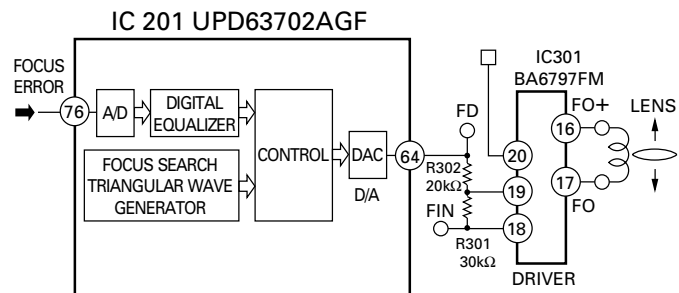 IC 201 UPD63702AGF
FOCUS
ERROR
76
A/D
DIGITAL
EQUALIZER
FOCUS SEARCH
TRIANGULAR WAVE
GENERATOR
CONTROL
DAC
D/A
64
FD
R302
20kΩ
FIN
R301
30kΩ
IC301
BA6797FM
20
19
18
16
17
FO+
FO
LENS
DRIVER